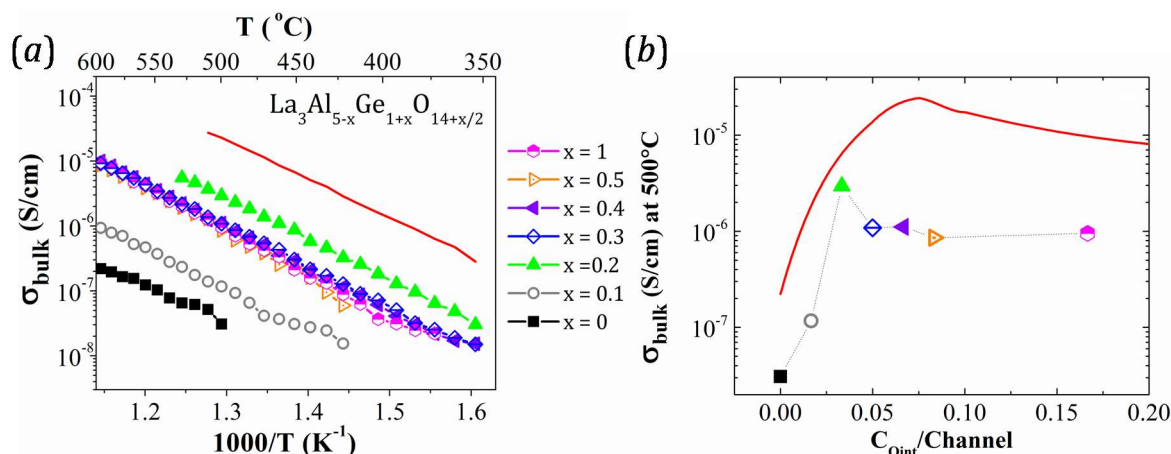 (a)
T (°C)
600 550 500 450 400 350
La3Al5-xGe1+xO14+x/2
σbulk (S/cm)
10-4
10-5
10-6
10-7
10-8
1.2 1.3 1.4 1.5 1.6
1000/T (K-1)
x = 1
x = 0.5
x = 0.4
x = 0.3
x =0.2
x = 0.1
x = 0
(b)
σbulk (S/cm) at 500°C
10-5
10-6
10-7
0.00 0.05 0.10 0.15 0.20
COint/Channel